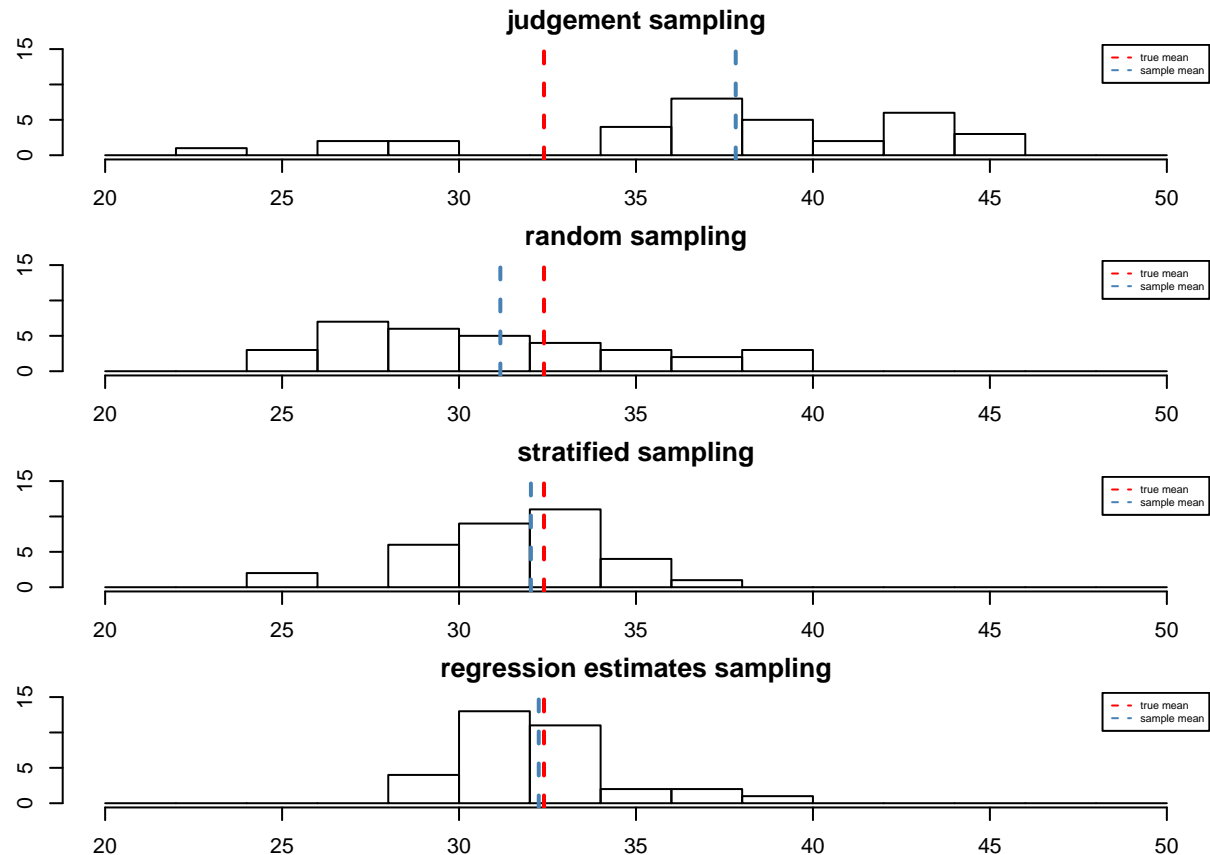 judgement sampling
15
5
0
true mean
sample mean
20 25 30 35 40 45 50
random sampling
15
5
0
true mean
sample mean
20 25 30 35 40 45 50
stratified sampling
15
5
0
true mean
sample mean
20 25 30 35 40 45 50
regression estimates sampling
15
5
0
true mean
sample mean
20 25 30 35 40 45 50